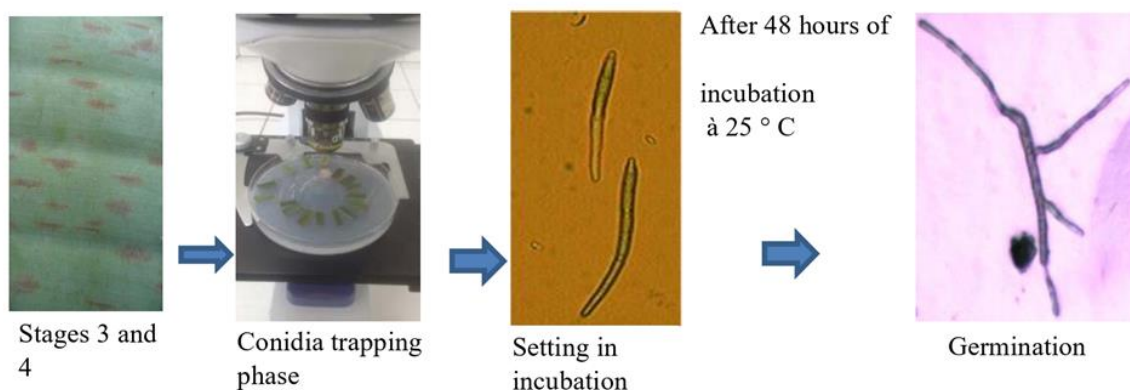 Stages 3 and
4
Conidia trapping
phase
Setting in
incubation
After 48 hours of
incubation
à 25 ° C
Germination